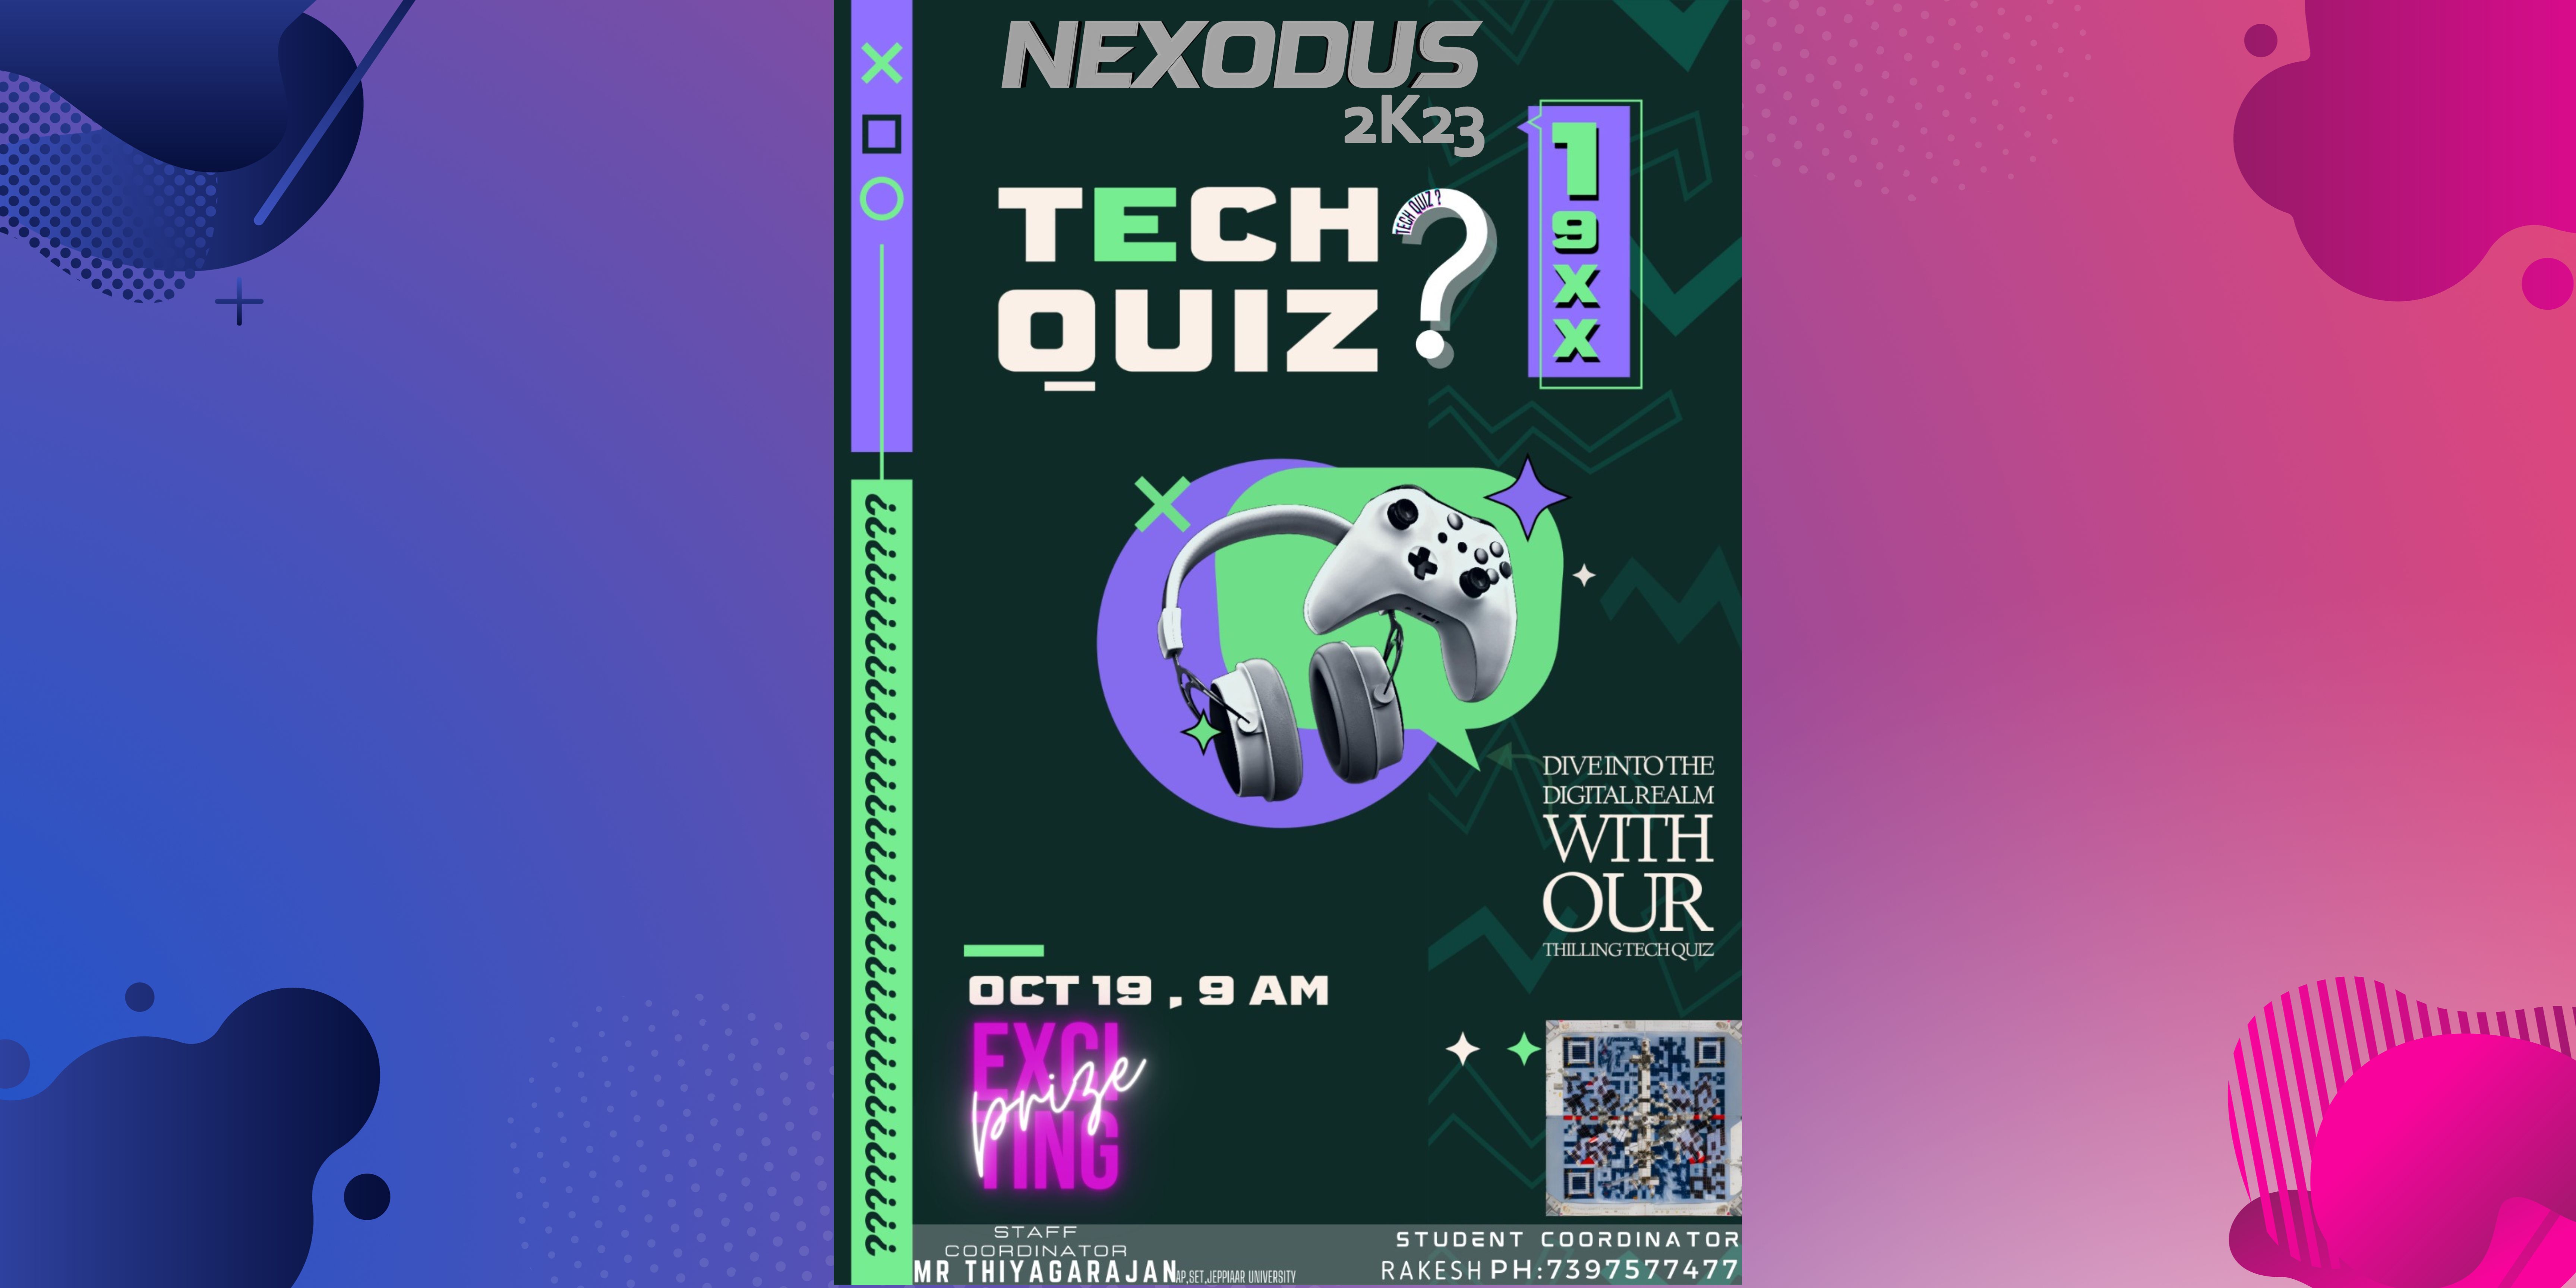 NEXODUS
2K23
TECH
QUIZ
TECH QUIZ ?
?
19XX
DIVE INTO THE
DIGITAL REALM
WITH
OUR
THILLING TECH QUIZ
OCT 19 , 9 AM
EXCI
prize
TING
STAFF
COORDINATOR
MR THIYAGARAJAN AP,SET,JEPPIAAR UNIVERSITY
STUDENT COORDINATOR
RAKESH PH:7397577477